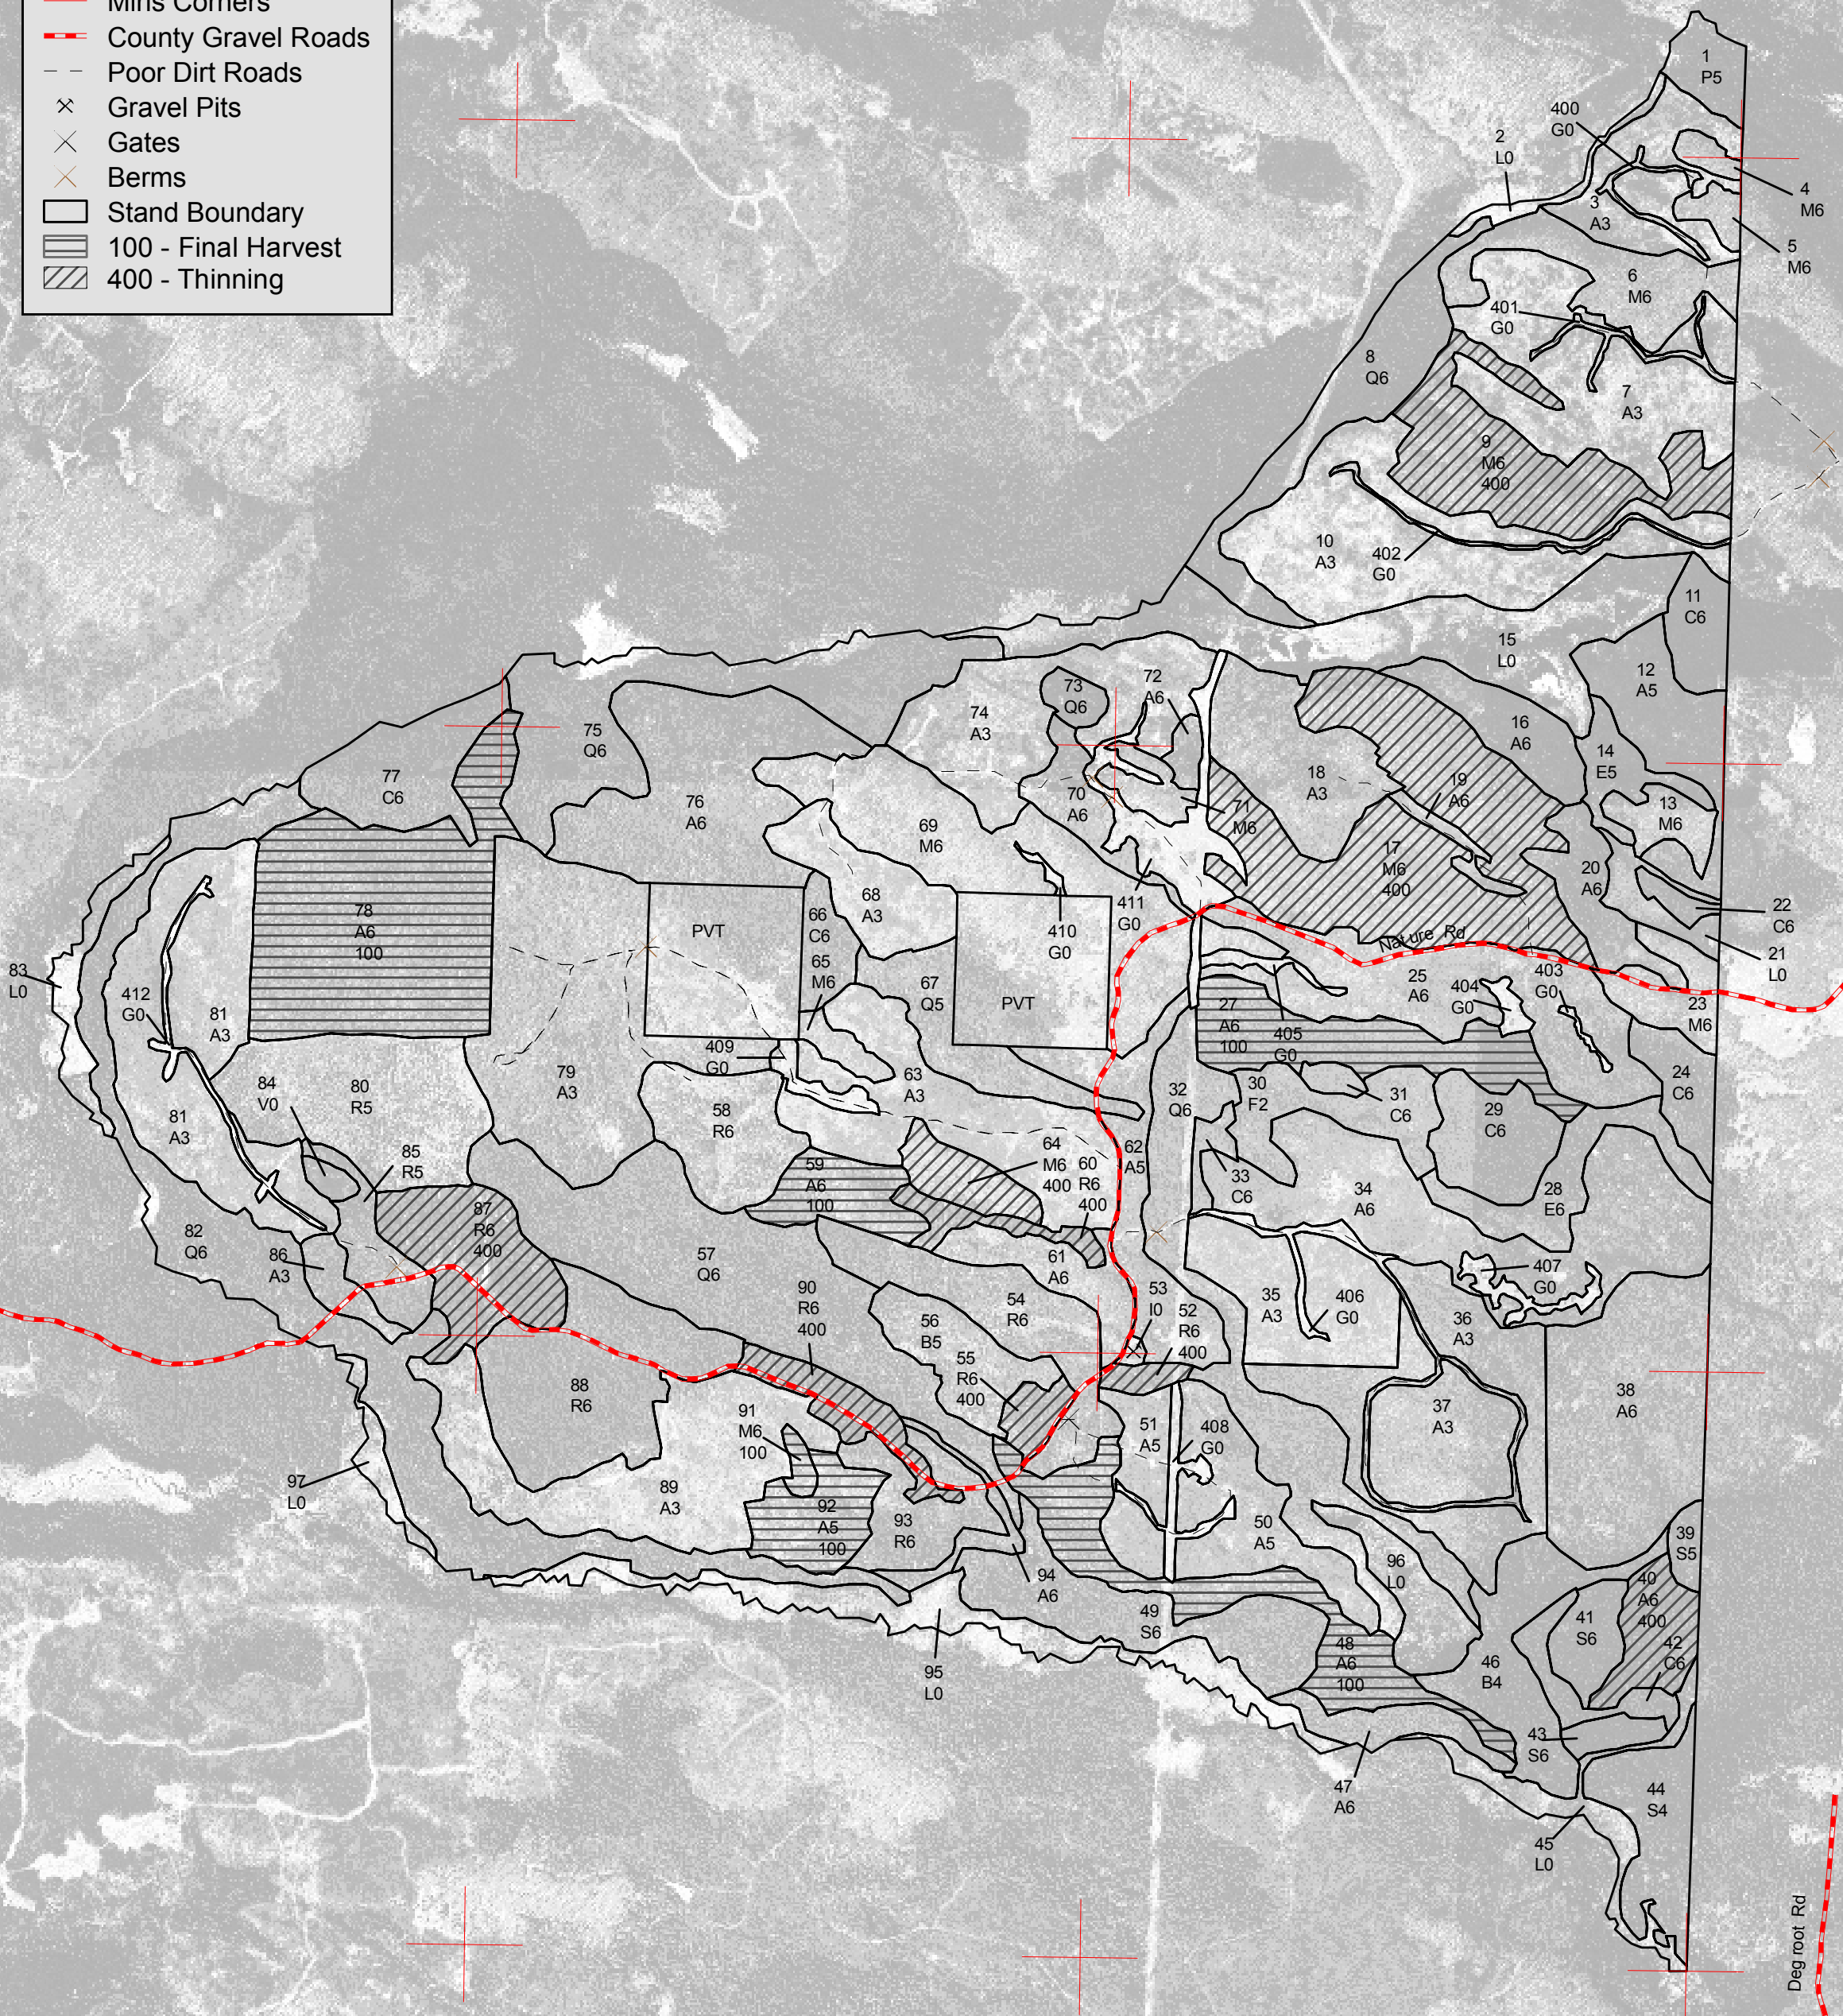 Mins Corners
County Gravel Roads
Poor Dirt Roads
Gravel Pits
Gates
Berms
Stand Boundary
100 - Final Harvest
400 - Thinning
1
P5
400
G0
2
L0
4
M6
3
A3
5
M6
6
M6
401
G0
8
Q6
7
A3
9
M6
400
10
A3
402
G0
11
C6
15
L0
12
A5
72
A6
73
Q6
74
A3
16
A6
75
Q6
14
E5
18
A3
19
A6
77
C6
70
A6
71
M6
13
M6
76
A6
69
M6
17
M6
400
20
A6
68
A3
78
A6
100
66
C6
411
G0
22
C6
PVT
410
G0
Nature Rd
21
L0
65
M6
83
L0
67
Q5
25
A6
404
G0
403
G0
412
G0
81
A3
PVT
27
A6
100
405
G0
23
M6
409
G0
79
A3
63
A3
24
C6
84
V0
80
R5
32
Q6
30
F2
31
C6
29
C6
81
A3
58
R6
85
R5
64
M6
400
62
A5
59
A6
100
60
R6
400
33
C6
34
A6
28
E6
87
R6
400
82
Q6
86
A3
57
Q6
61
A6
407
G0
90
R6
400
53
I0
54
R6
35
A3
406
G0
52
R6
400
56
B5
36
A3
55
R6
400
88
R6
38
A6
91
M6
100
37
A3
51
A5
408
G0
97
L0
89
A3
92
A5
100
93
R6
50
A5
39
S5
96
L0
94
A6
40
A6
400
49
S6
41
S6
48
A6
100
42
C6
46
B4
95
L0
43
S6
47
A6
44
S4
45
L0
Deg root Rd